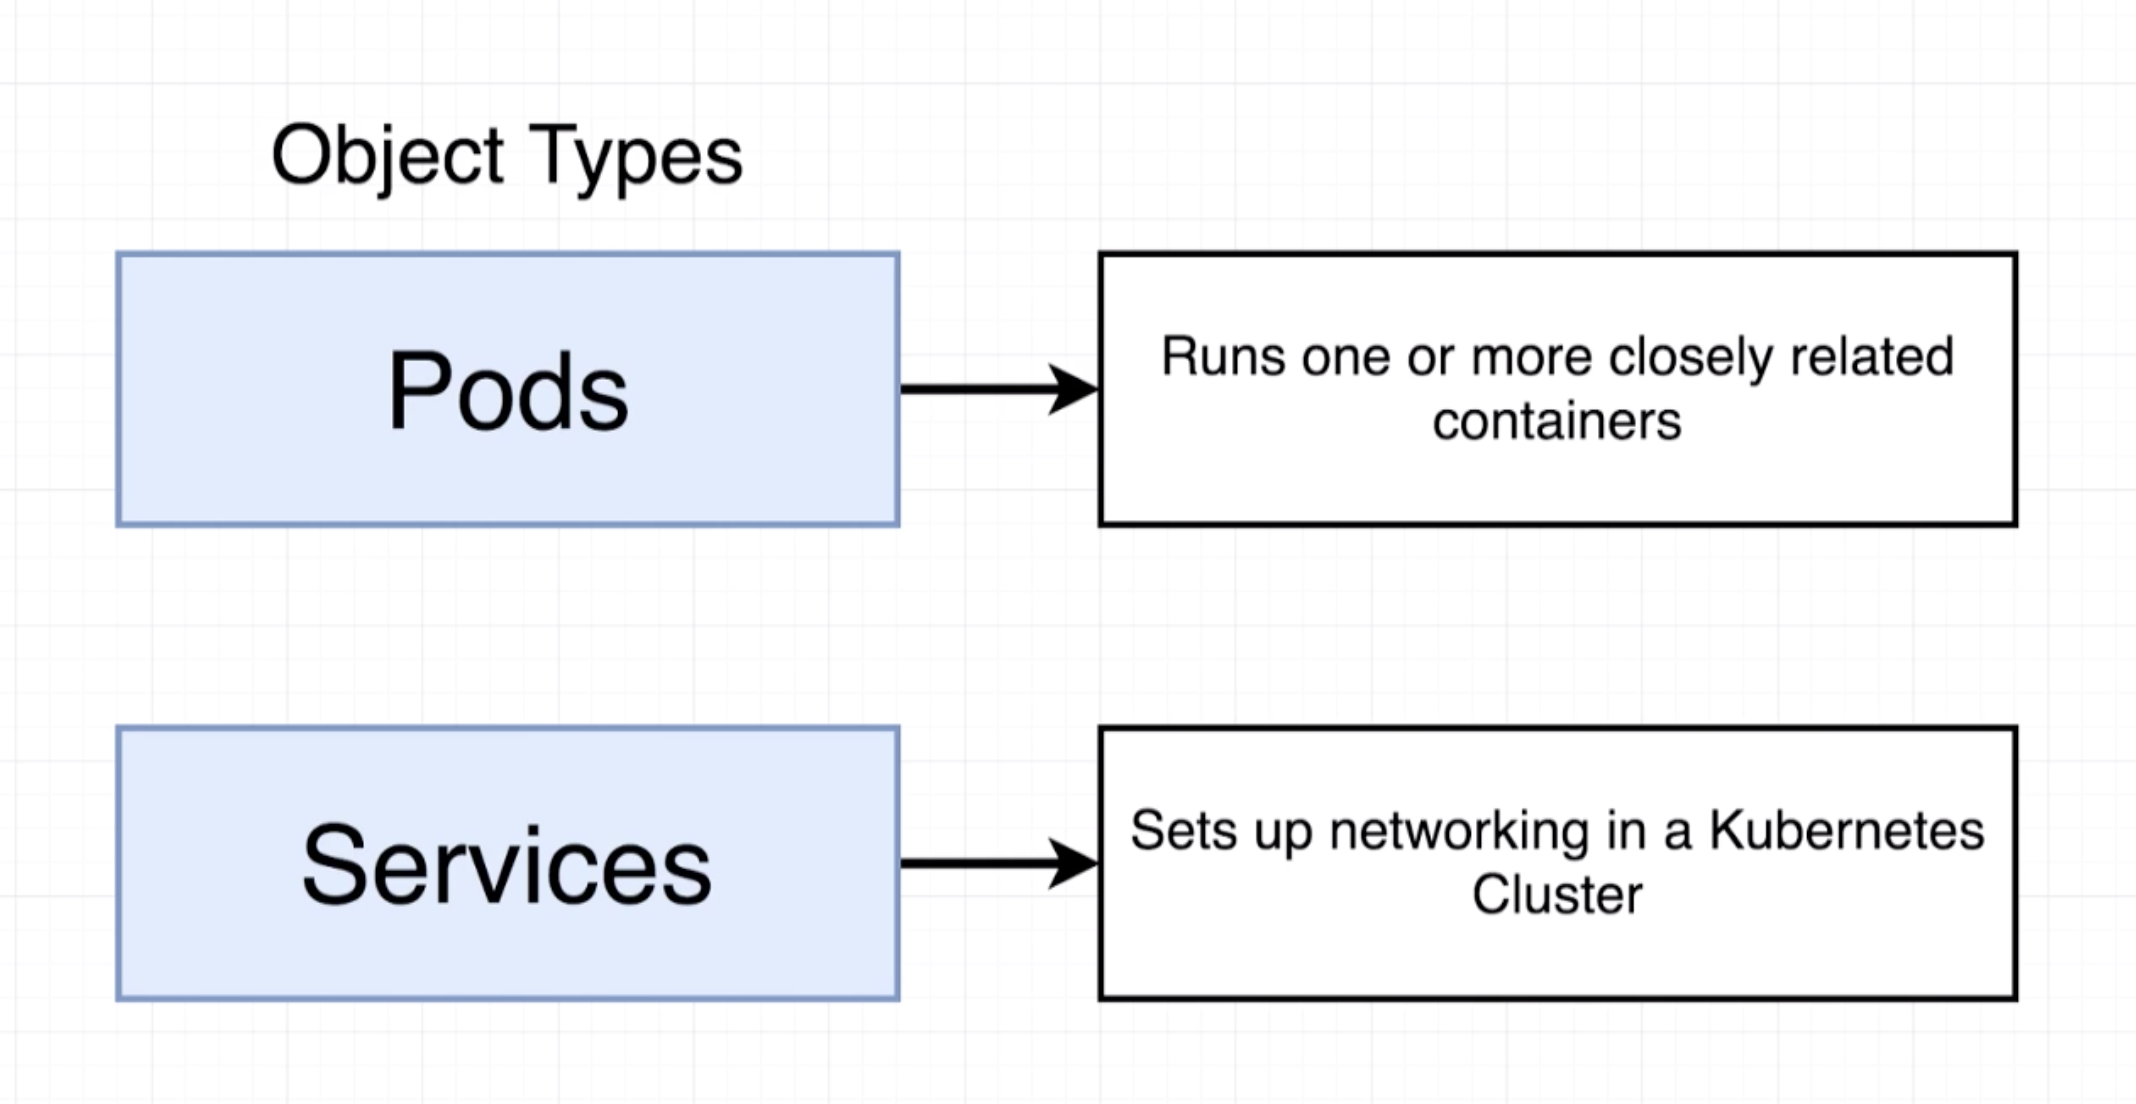 Object Types
Pods
Runs one or more closely related
containers
Services
Sets up networking in a Kubernetes
Cluster